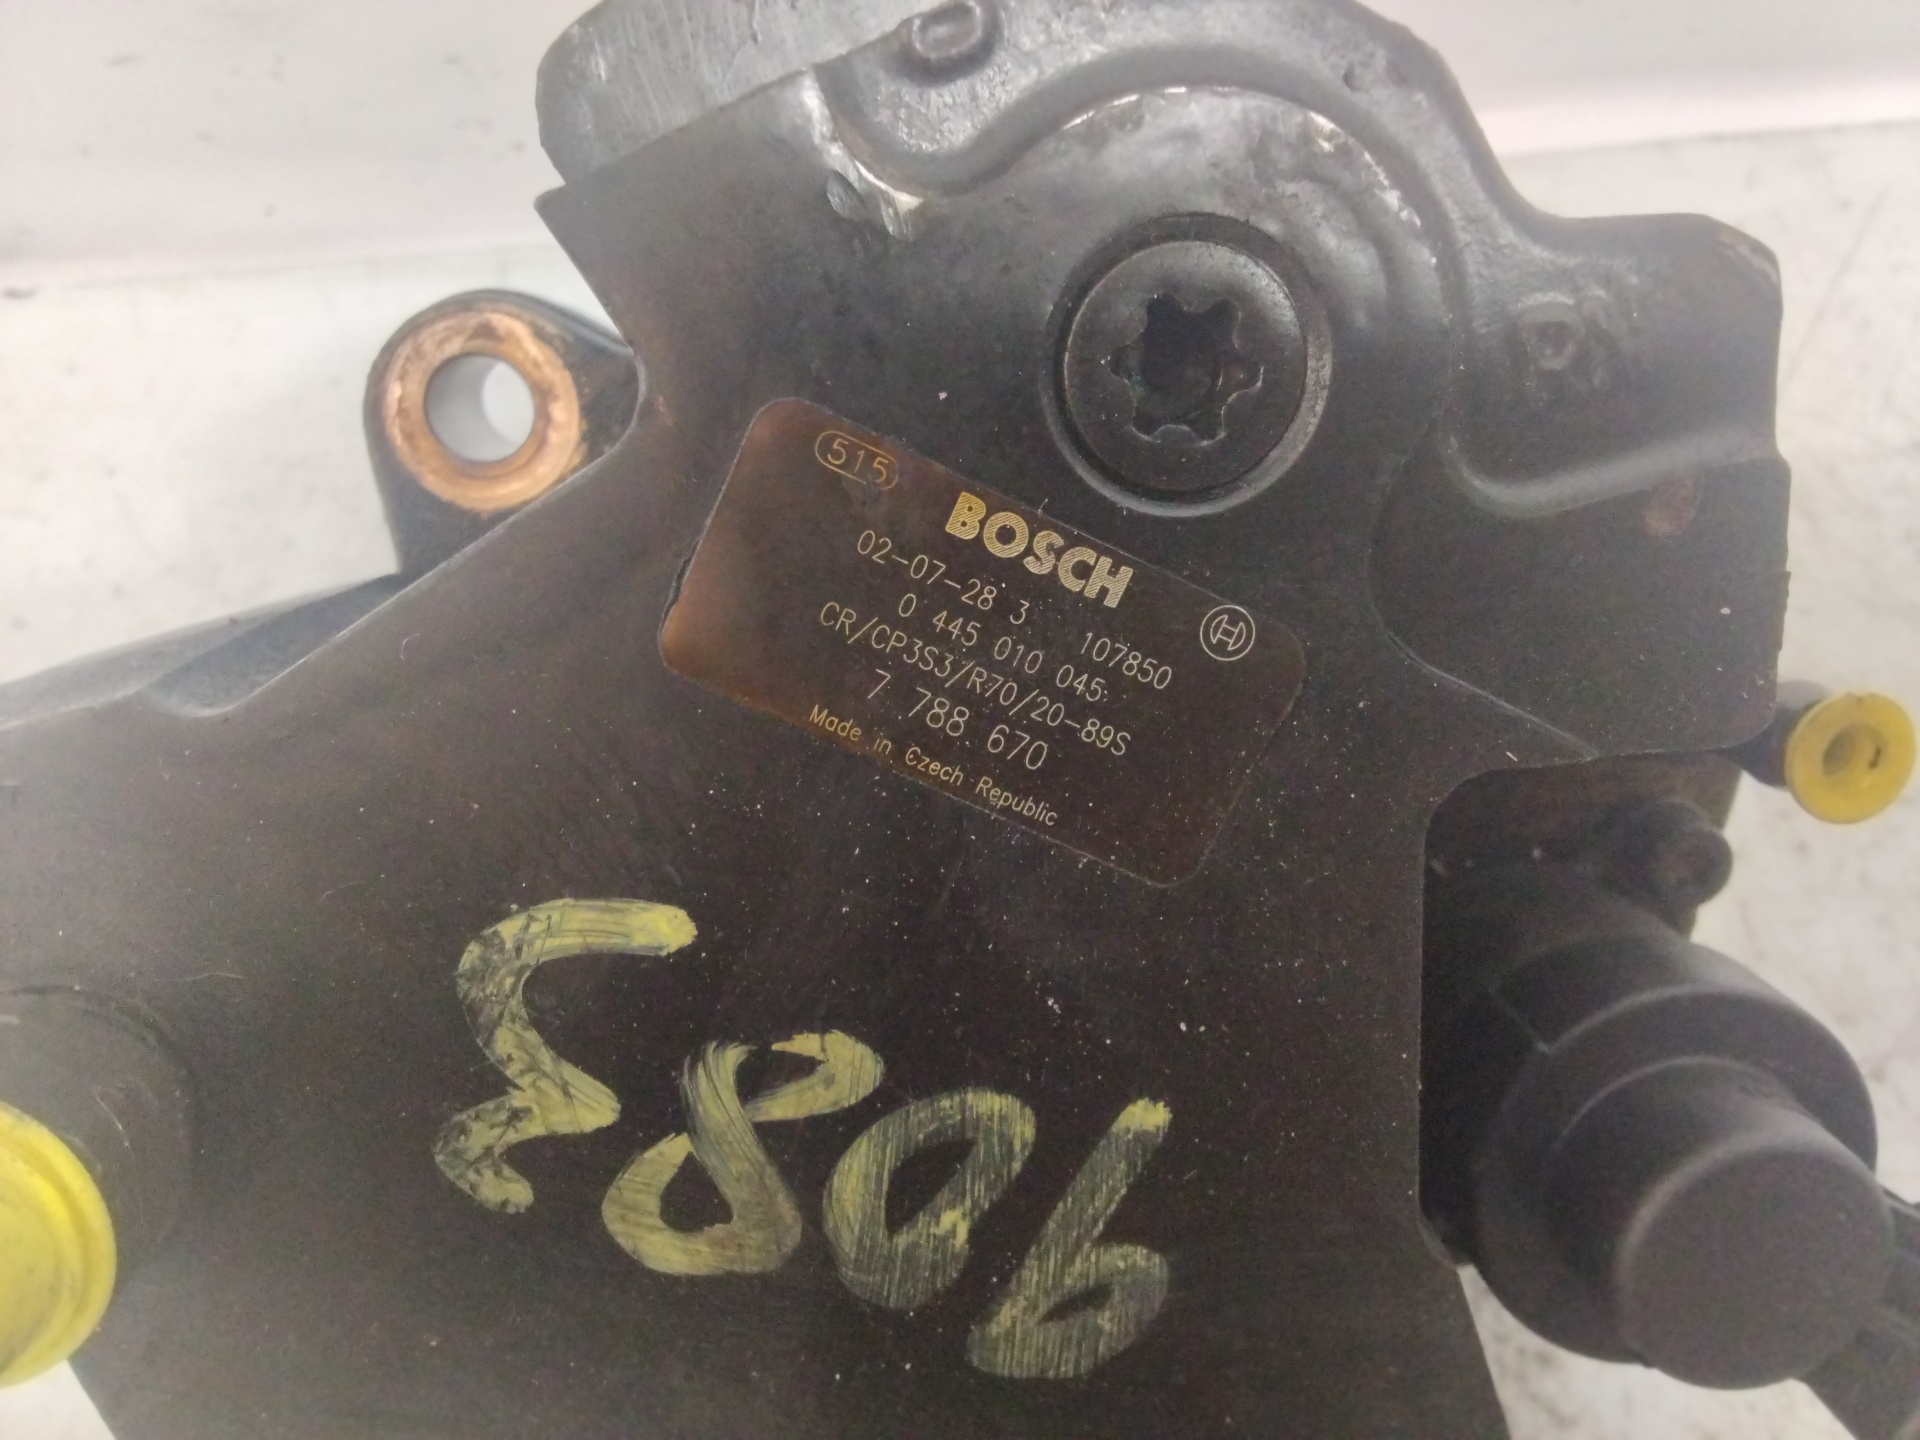 515
BOSCH
02-07-28 3 107850
0 445 010 045
CR/CP3S3/R70/20-89S
7 788 670
Made in Czech Republic